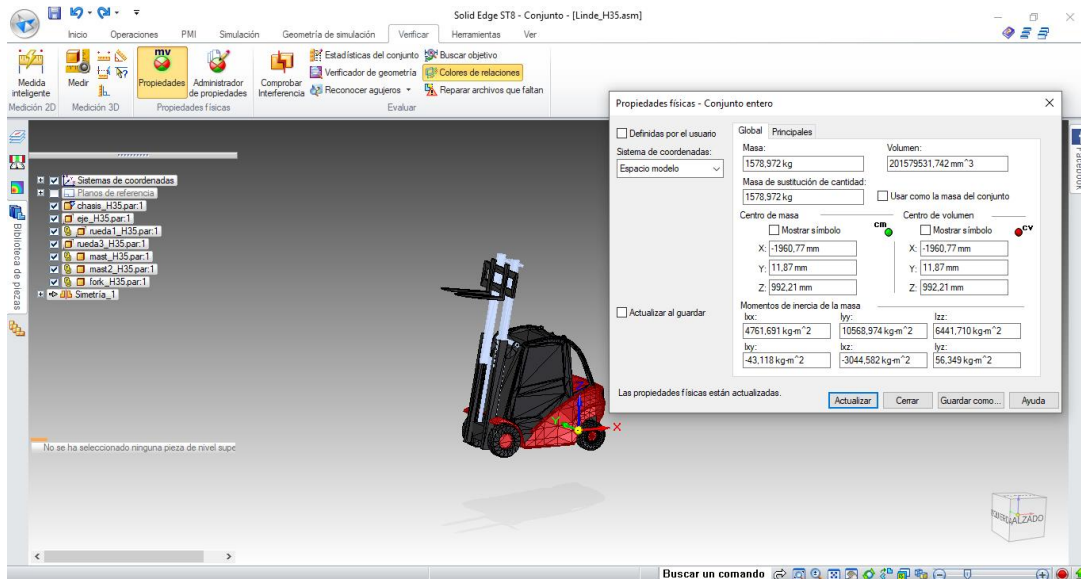 Solid Edge ST8 - Conjunto - [Linde_H35.asm]
Inicio Operaciones PMI Simulación Geometría de simulación Verificar Herramientas Ver
Medida inteligente
Medición 2D
Medir
Medición 3D
mv
Propiedades
Administrador de propiedades
Propiedades físicas
Comprobar Interferencia
Estadísticas del conjunto
Verificador de geometría
Reconocer agujeros
Buscar objetivo
Colores de relaciones
Reparar archivos que faltan
Evaluar
Biblioteca de piezas
Sistemas de coordenadas
Planos de referencia
chasis_H35.par:1
eje_H35.par:1
rueda1_H35.par:1
rueda3_H35.par:1
mast_H35.par:1
mast2_H35.par:1
fork_H35.par:1
Simetría_1
No se ha seleccionado ninguna pieza de nivel supe
Propiedades físicas - Conjunto entero
Definidas por el usuario
Sistema de coordenadas:
Espacio modelo
Actualizar al guardar
Global Principales
Masa: Volumen:
1578,972 kg 201579531,742 mm^3
Masa de sustitución de cantidad:
1578,972 kg Usar como la masa del conjunto
Centro de masa Centro de volumen
Mostrar símbolo cm Mostrar símbolo cv
X: -1960,77 mm X: -1960,77 mm
Y: 11,87 mm Y: 11,87 mm
Z: 992,21 mm Z: 992,21 mm
Momentos de inercia de la masa
Ixx: Iyy: Izz:
4761,691 kg-m^2 10568,974 kg-m^2 6441,710 kg-m^2
Ixy: Ixz: Iyz:
-43,118 kg-m^2 -3044,582 kg-m^2 56,349 kg-m^2
Las propiedades físicas están actualizadas.
Actualizar Cerrar Guardar como... Ayuda
Facebook
X
Y
Z
ALZADO
Buscar un comando